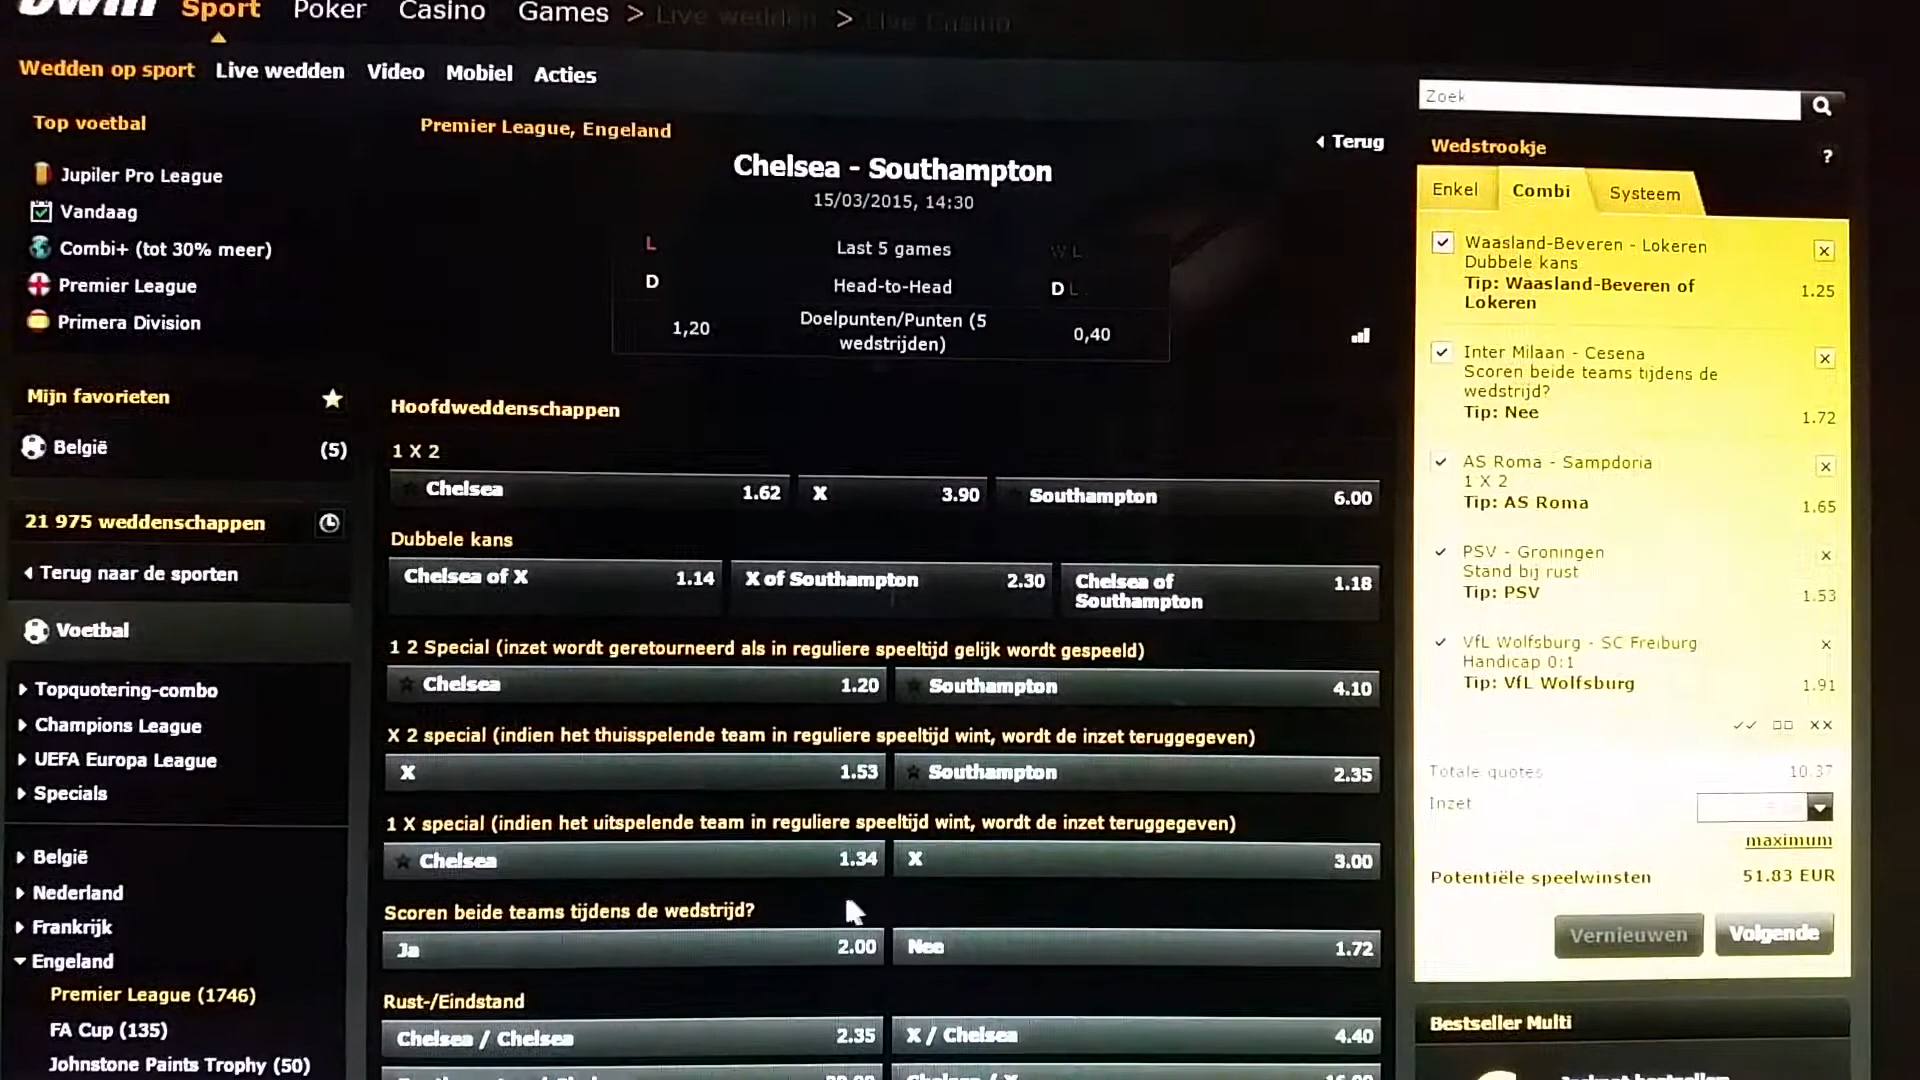 bwin Sport Poker Casino Games > Live wedden > Live Casino
Wedden op sport Live wedden Video Mobiel Acties
Top voetbal
Jupiler Pro League
Vandaag
Combi+ (tot 30% meer)
Premier League
Primera Division
Mijn favorieten
België (5)
21 975 weddenschappen
Terug naar de sporten
Voetbal
Topquotering-combo
Champions League
UEFA Europa League
Specials
België
Nederland
Frankrijk
Engeland
Premier League (1746)
FA Cup (135)
Johnstone Paints Trophy (50)
Premier League, Engeland
Terug
Chelsea - Southampton
15/03/2015, 14:30
L Last 5 games W L
D Head-to-Head D L
1,20 Doelpunten/Punten (5 0,40
wedstrijden)
Hoofdweddenschappen
1 X 2
Chelsea 1.62 X 3.90 Southampton 6.00
Dubbele kans
Chelsea of X 1.14 X of Southampton 2.30 Chelsea of 1.18
Southampton
1 2 Special (inzet wordt geretourneerd als in reguliere speeltijd gelijk wordt gespeeld)
Chelsea 1.20 Southampton 4.10
X 2 special (indien het thuisspelende team in reguliere speeltijd wint, wordt de inzet teruggegeven)
X 1.53 Southampton 2.35
1 X special (indien het uitspelende team in reguliere speeltijd wint, wordt de inzet teruggegeven)
Chelsea 1.34 X 3.00
Scoren beide teams tijdens de wedstrijd?
Ja 2.00 Nee 1.72
Rust-/Eindstand
Chelsea / Chelsea 2.35 X / Chelsea 4.40
Zoek
Wedstrookje ?
Enkel Combi Systeem
Waasland-Beveren - Lokeren
Dubbele kans
Tip: Waasland-Beveren of
Lokeren 1.25
Inter Milaan - Cesena
Scoren beide teams tijdens de
wedstrijd?
Tip: Nee 1.72
AS Roma - Sampdoria
1 X 2
Tip: AS Roma 1.65
PSV - Groningen
Stand bij rust
Tip: PSV 1.53
VfL Wolfsburg - SC Freiburg
Handicap 0:1
Tip: VfL Wolfsburg 1.91
Totale quotes 10.37
Inzet
maximum
Potentiële speelwinsten 51.83 EUR
Vernieuwen Volgende
Bestseller Multi